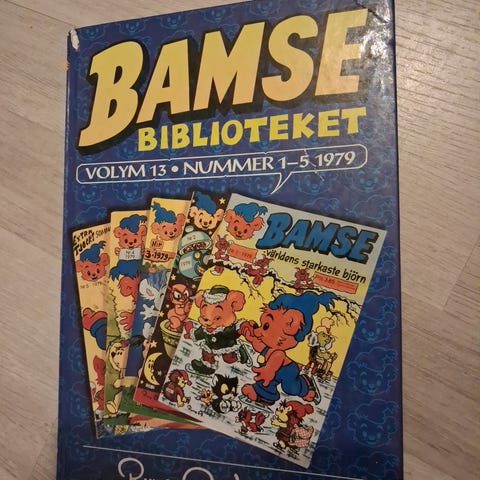 BAMSE
BIBLIOTEKET
VOLYM 13 • NUMMER 1–5 1979
BAMSE
världens starkaste björn